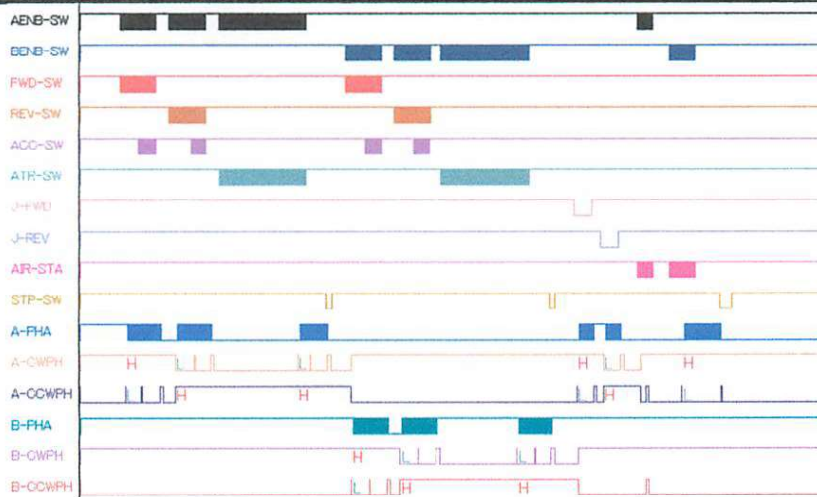 AENB-SW
BENB-SW
FWD-SW
REV-SW
ACC-SW
ATR-SW
J-FWD
J-REV
AIR-STA
STP-SW
A-PHA
A-CWPH H L L H H
A-CCWPH L H H L H L
B-PHA
B-CWPH H L L
B-CCWPH L H H